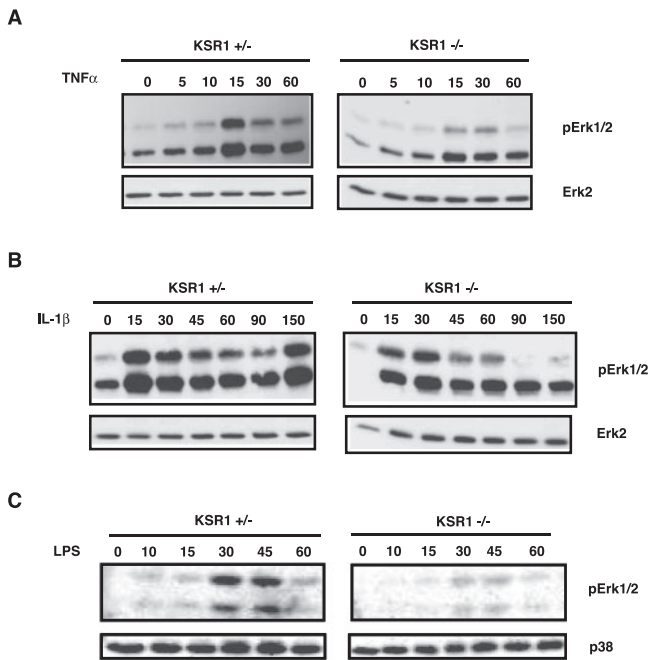 A
KSR1 +/- KSR1 -/-
TNFα 0 5 10 15 30 60 0 5 10 15 30 60
pErk1/2
Erk2
B
KSR1 +/- KSR1 -/-
IL-1β 0 15 30 45 60 90 150 0 15 30 45 60 90 150
pErk1/2
Erk2
C
KSR1 +/- KSR1 -/-
LPS 0 10 15 30 45 60 0 10 15 30 45 60
pErk1/2
p38